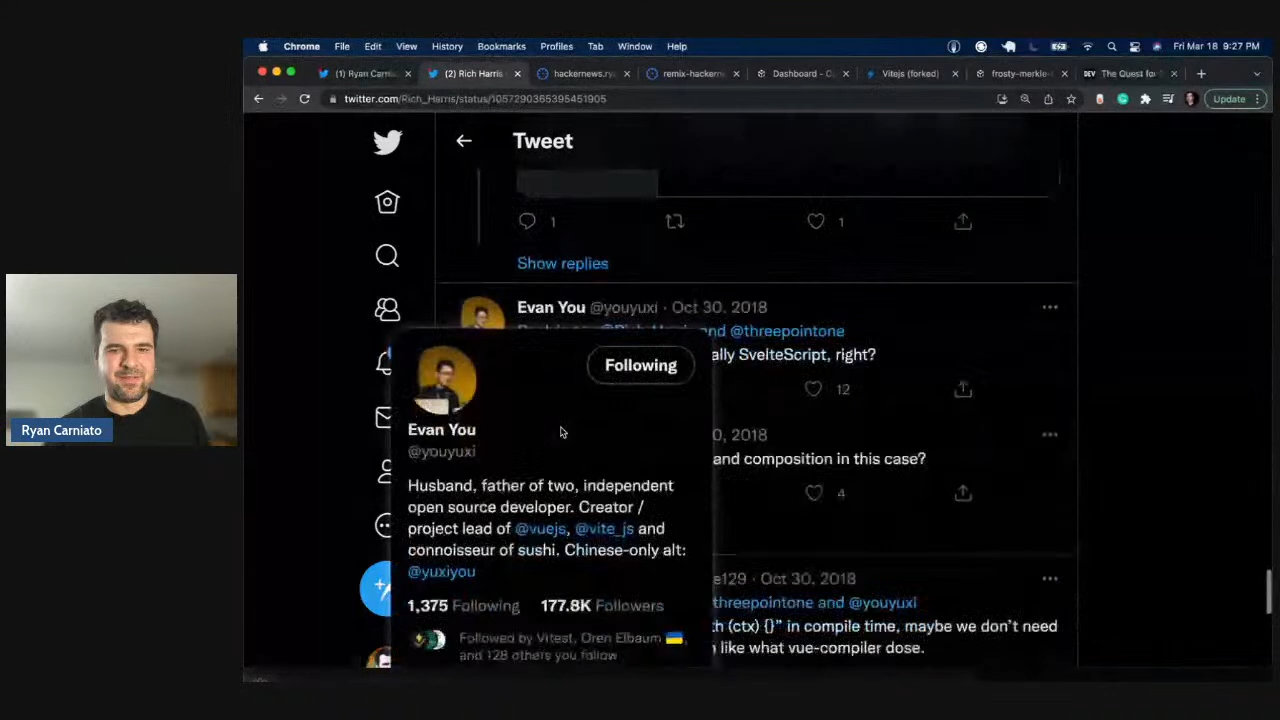 Chrome File Edit View History Bookmarks Profiles Tab Window Help Fri Mar 18 9:27 PM
(1) Ryan Carnia (2) Rich Harris hackernews.ry remix-hackern Dashboard - C Vitejs (forked) frosty-merkle- DEV The Quest for
twitter.com/Rich_Harris/status/1057290365395451905 Update
Tweet
1 1
Show replies
Evan You @youyuxi · Oct 30, 2018
and @threepointone
ally SvelteScript, right?
12
Following
Evan You
@youyuxi
0, 2018
and composition in this case?
4
Husband, father of two, independent
open source developer. Creator /
project lead of @vuejs, @vite_js and
connoisseur of sushi. Chinese-only alt:
@yuxiyou
1,375 Following 177.8K Followers
Followed by Vitest, Oren Elbaum
and 128 others you follow
e129 · Oct 30, 2018
threepointone and @youyuxi
th (ctx) {}” in compile time, maybe we don’t need
like what vue-compiler dose.
Ryan Carniato